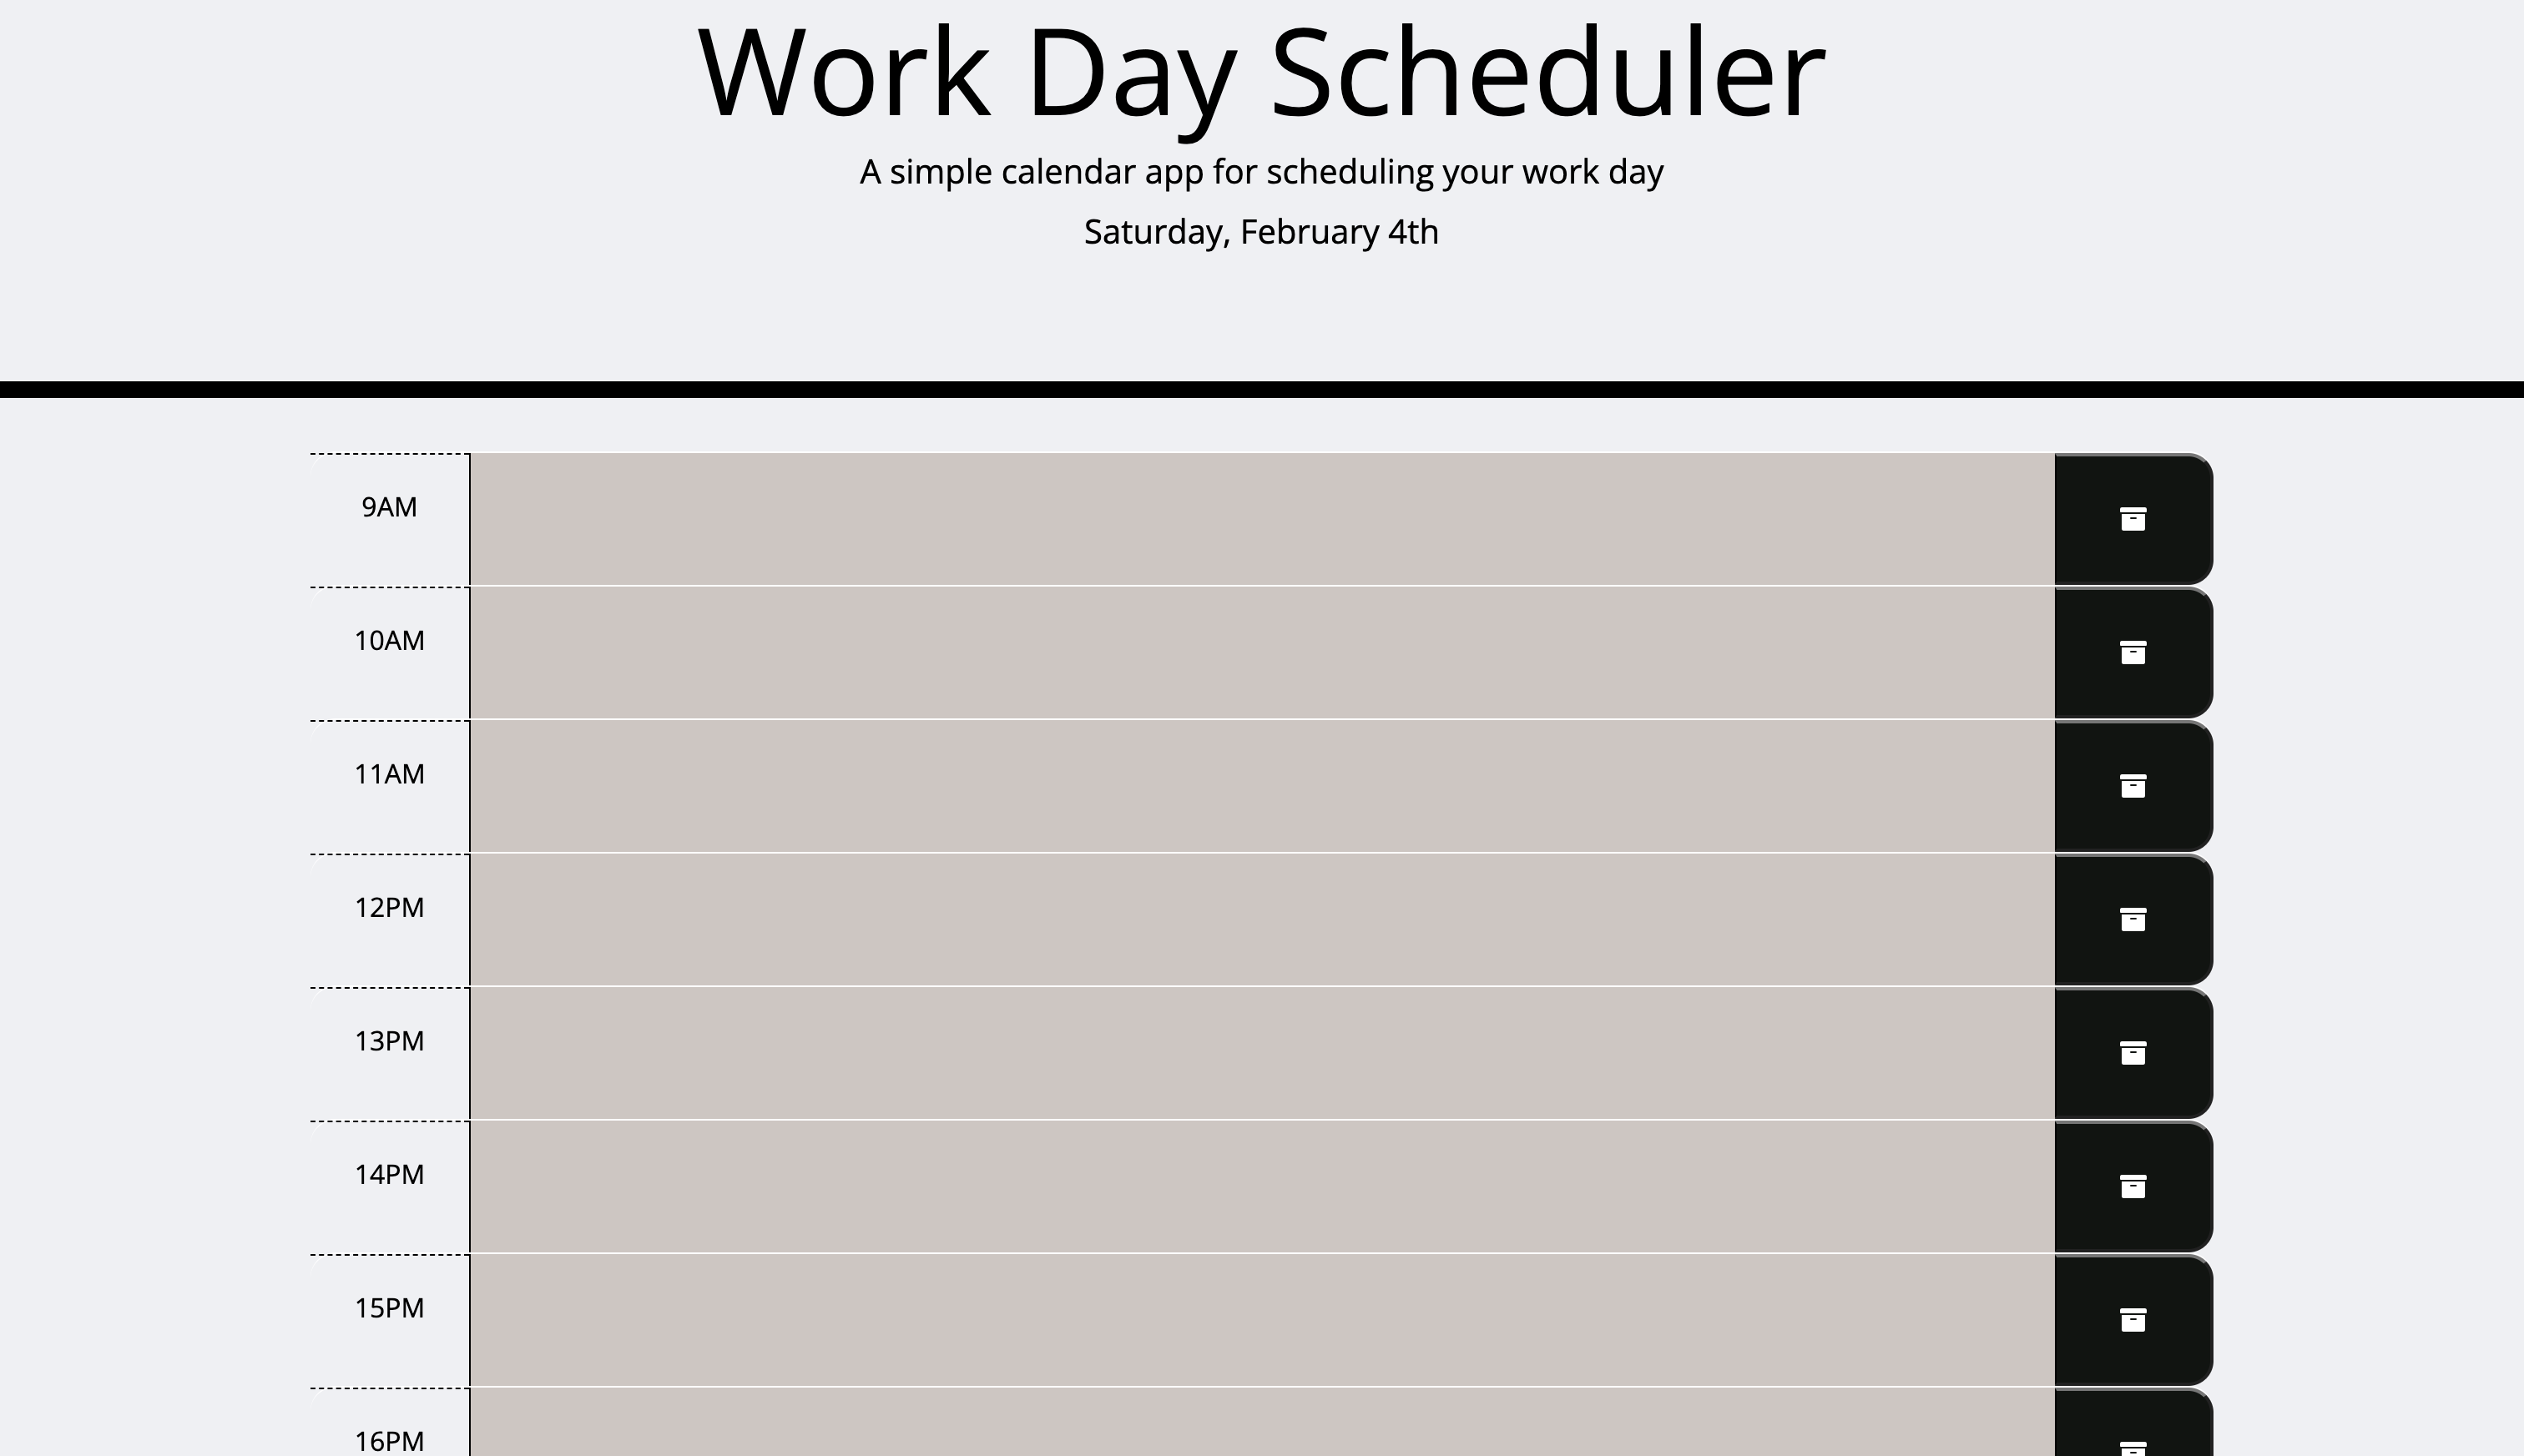 Work Day Scheduler
A simple calendar app for scheduling your work day
Saturday, February 4th
9AM
10AM
11AM
12PM
13PM
14PM
15PM
16PM